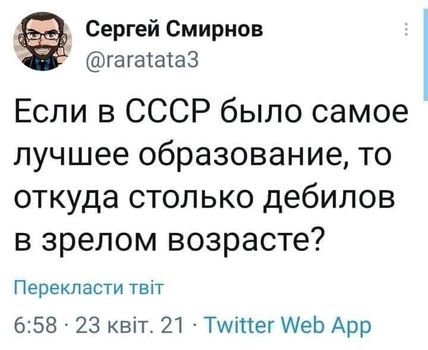 Сергей Смирнов
@raratata3
Если в СССР было самое
лучшее образование, то
откуда столько дебилов
в зрелом возрасте?
Перекласти твіт
6:58 · 23 квіт. 21 · Twitter Web App